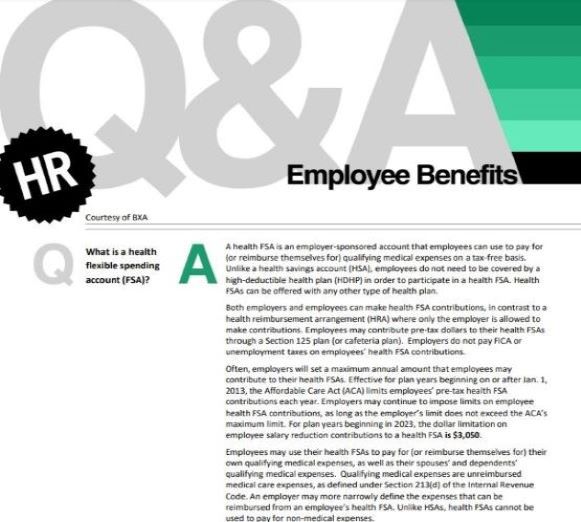 Q&A
HR
Employee Benefits
Courtesy of BXA
Q
What is a health
flexible spending
account (FSA)?
A
A health FSA is an employer-sponsored account that employees can use to pay for
(or reimburse themselves for) qualifying medical expenses on a tax-free basis.
Unlike a health savings account (HSA), employees do not need to be covered by a
high-deductible health plan (HDHP) in order to participate in a health FSA. Health
FSAs can be offered with any other type of health plan.
Both employers and employees can make health FSA contributions, in contrast to a
health reimbursement arrangement (HRA) where only the employer is allowed to
make contributions. Employees may contribute pre-tax dollars to their health FSAs
through a Section 125 plan (or cafeteria plan). Employers do not pay FICA or
unemployment taxes on employees' health FSA contributions.
Often, employers will set a maximum annual amount that employees may
contribute to their health FSAs. Effective for plan years beginning on or after Jan. 1,
2013, the Affordable Care Act (ACA) limits employees' pre-tax health FSA
contributions each year. Employers may continue to impose limits on employee
health FSA contributions, as long as the employer's limit does not exceed the ACA's
maximum limit. For plan years beginning in 2023, the dollar limitation on
employee salary reduction contributions to a health FSA is $3,050.
Employees may use their health FSAs to pay for (or reimburse themselves for) their
own qualifying medical expenses, as well as their spouses' and dependents'
qualifying medical expenses. Qualifying medical expenses are unreimbursed
medical care expenses, as defined under Section 213(d) of the Internal Revenue
Code. An employer may more narrowly define the expenses that can be
reimbursed from an employee's health FSA. Unlike HSAs, health FSAs cannot be
used to pay for non-medical expenses.